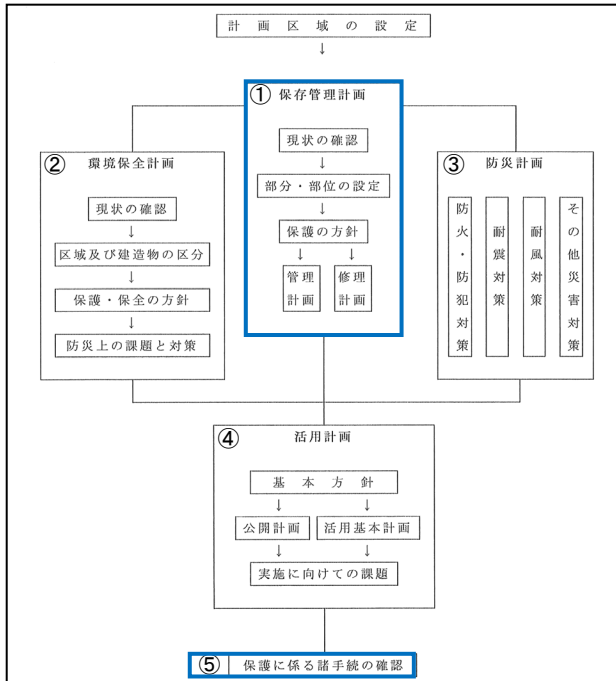 計画区域の設定
↓
① 保存管理計画
現状の確認
↓
部分・部位の設定
↓
保護の方針
↓ ↓
管理計画 修理計画
② 環境保全計画
現状の確認
↓
区域及び建造物の区分
↓
保護・保全の方針
↓
防災上の課題と対策
③ 防災計画
防火・防犯対策
耐震対策
耐風対策
その他災害対策
④ 活用計画
基本方針
↓ ↓
公開計画 活用基本計画
↓ ↓
実施に向けての課題
⑤ 保護に係る諸手続の確認